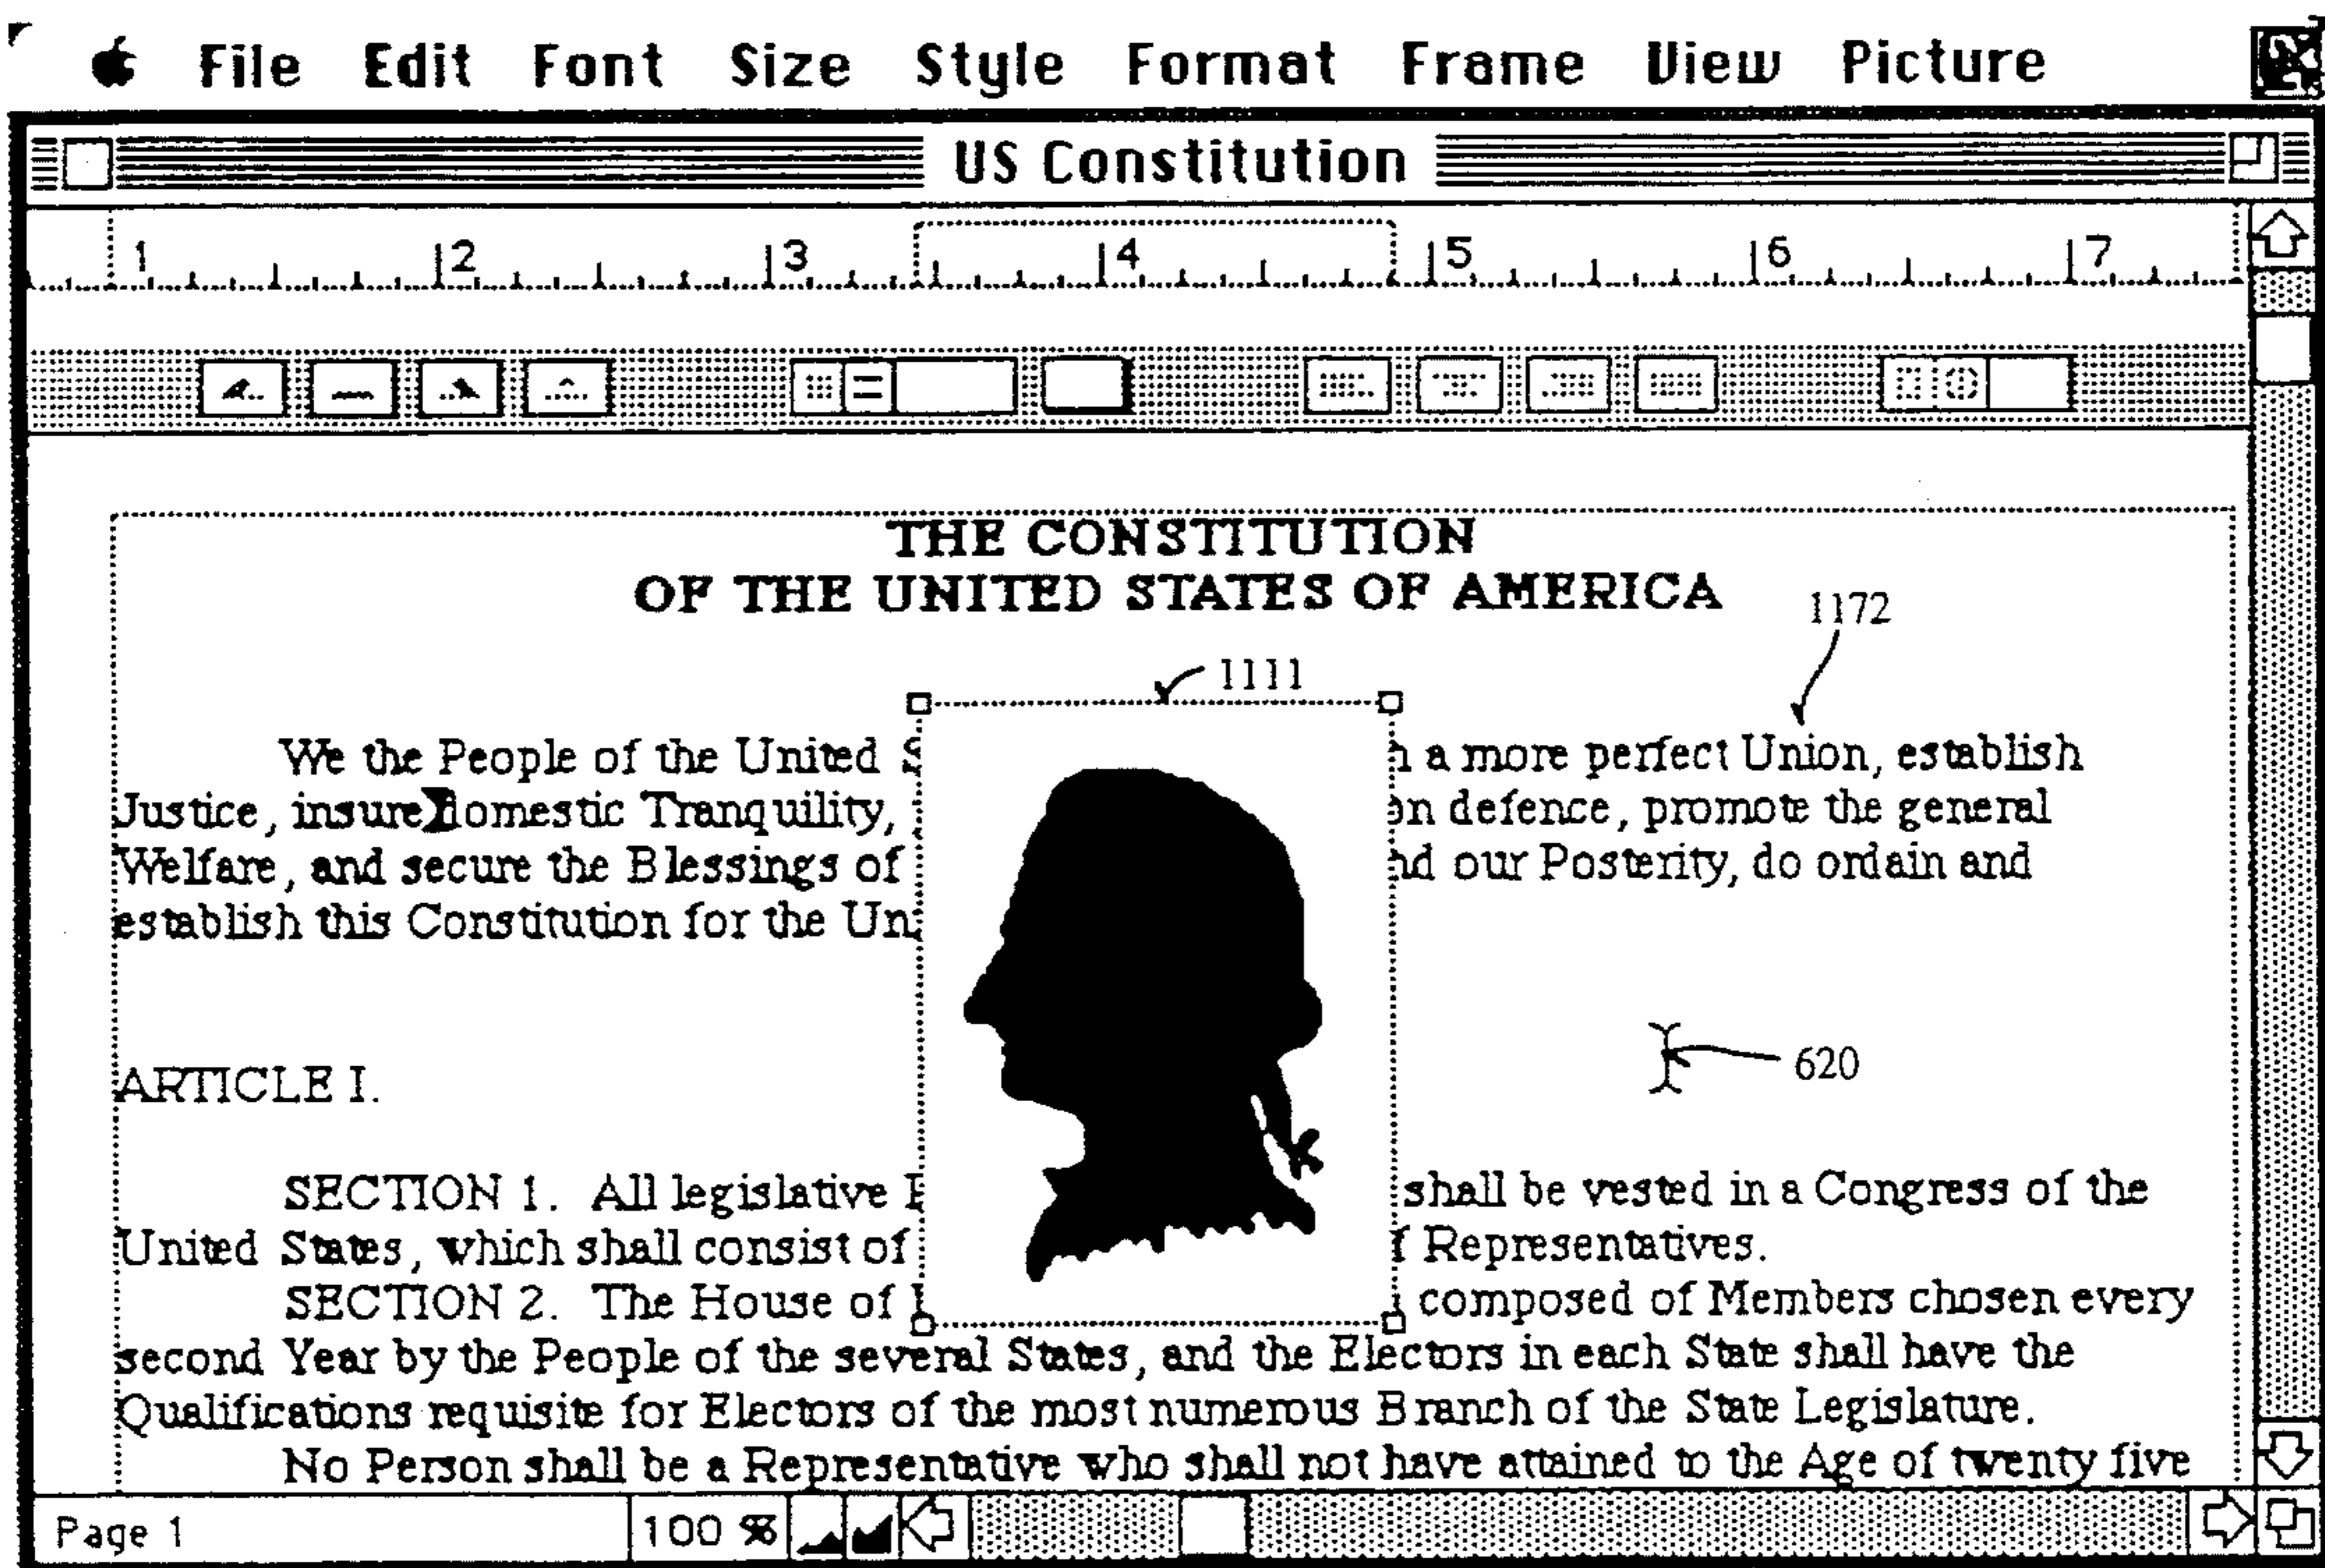 File Edit Font Size Style Format Frame View Picture
US Constitution
1 2 3 4 5 6 7
THE CONSTITUTION
OF THE UNITED STATES OF AMERICA
1172
1111
We the People of the United S n a more perfect Union, establish
Justice, insure domestic Tranquility, on defence, promote the general
Welfare, and secure the Blessings of nd our Posterity, do ordain and
establish this Constitution for the Un
620
ARTICLE I.
SECTION 1. All legislative shall be vested in a Congress of the
United States, which shall consist of f Representatives.
SECTION 2. The House of composed of Members chosen every
second Year by the People of the several States, and the Electors in each State shall have the
Qualifications requisite for Electors of the most numerous Branch of the State Legislature.
No Person shall be a Representative who shall not have attained to the Age of twenty five
Page 1 100 %